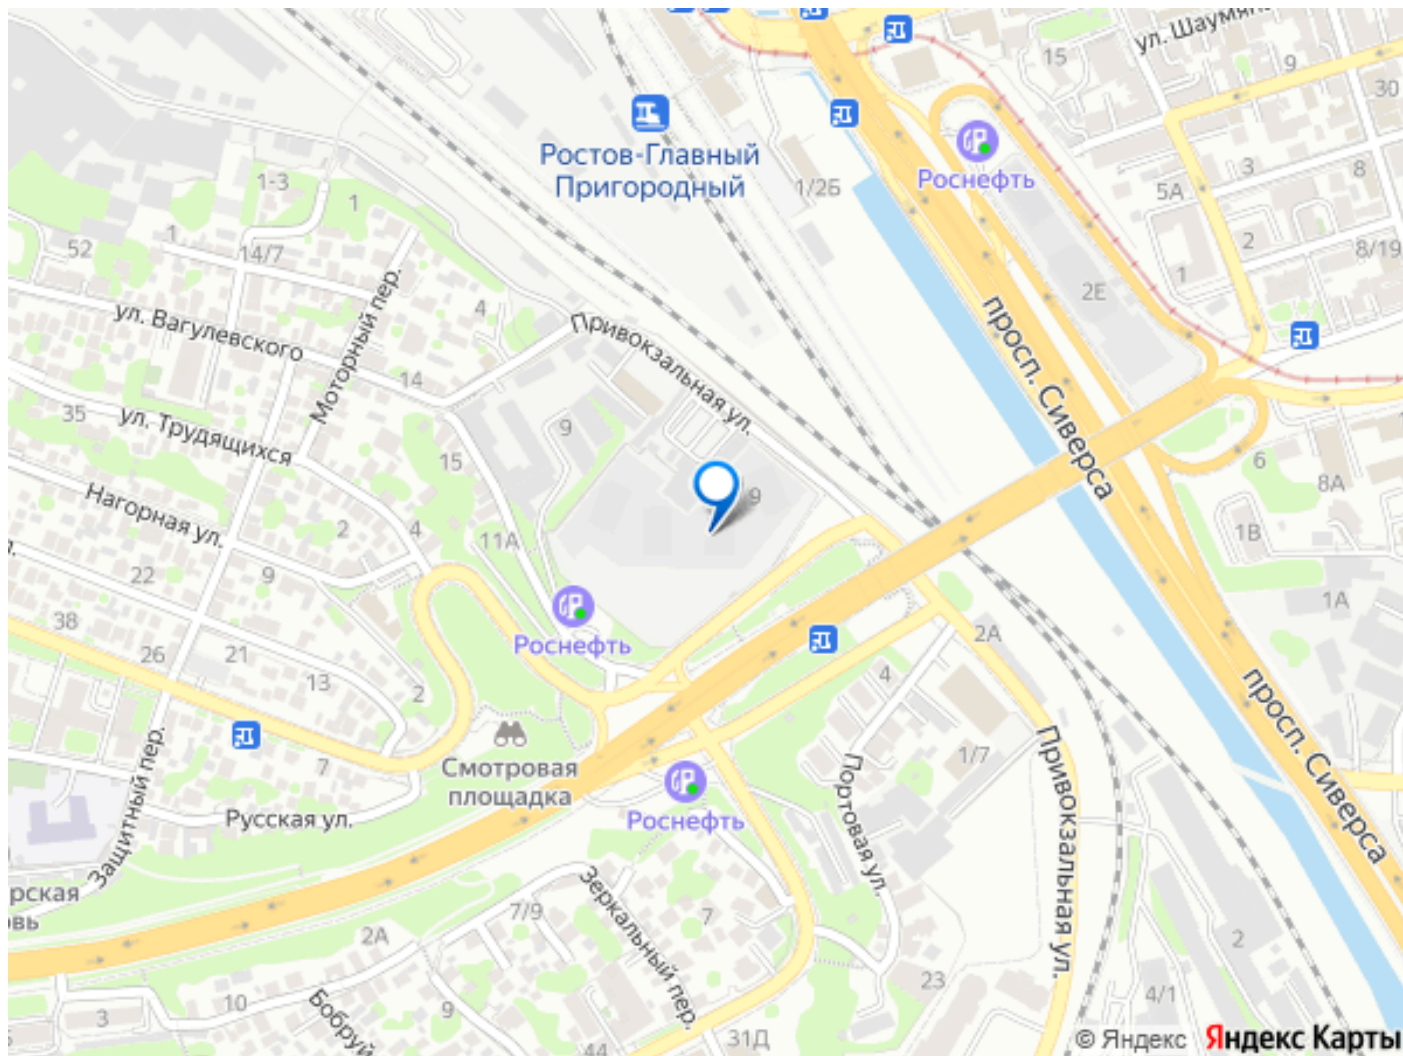 ул. Шаумяна
15
9
30
Ростов-Главный
Пригородный
1/2Б
Роснефть
3
8
5А
2
8/19
1
2Е
1-3
1
52
1
14/7
4
ул. Вагулевского
Моторный пер.
Привокзальная ул.
просп. Сиверса
14
35
ул. Трудящихся
9
15
9
6
8А
Нагорная ул.
2
4
11А
1В
22
9
1А
38
Роснефть
26
21
13
2
2А
4
просп. Сиверса
7
Смотровая
площадка
1/7
Привокзальная ул.
Портовая ул.
Защитный пер.
Русская ул.
Роснефть
рская
овь
7/9
Зеркальный пер.
7
2А
2
23
10
Бобруй
9
3
4/1
44
31Д
© Яндекс Яндекс Карты